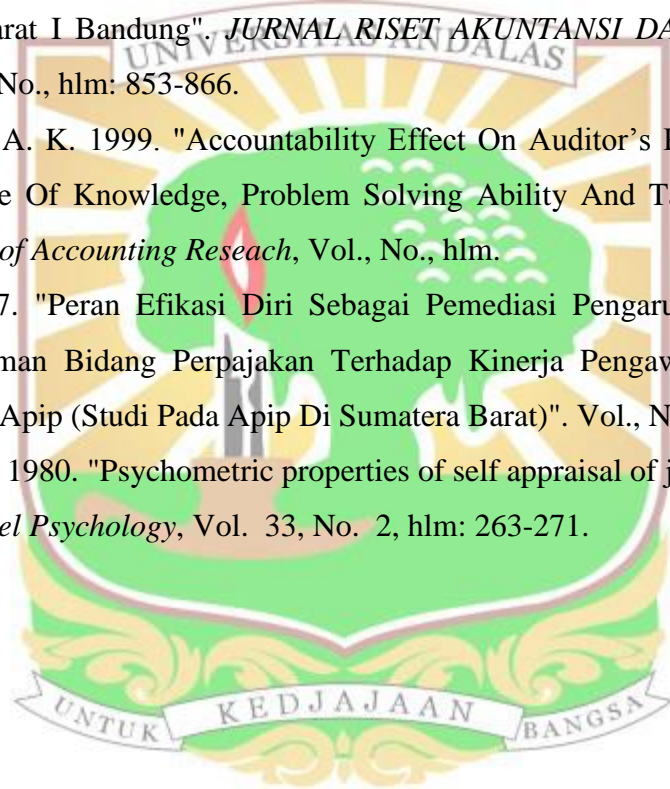 arat I Bandung". JURNAL RISET AKUNTANSI DA
UNIVERSITAS ANDALAS
No., hlm: 853-866.
A. K. 1999. "Accountability Effect On Auditor's
e Of Knowledge, Problem Solving Ability And
of Accounting Reseach, Vol., No., hlm.
7. "Peran Efikasi Diri Sebagai Pemediasi Pengaru
man Bidang Perpajakan Terhadap Kinerja Pengaw
Apip (Studi Pada Apip Di Sumatera Barat)". Vol., N
1980. "Psychometric properties of self appraisal of j
el Psychology, Vol. 33, No. 2, hlm: 263-271.
UNTUK KEDJAJAAN BANGSA